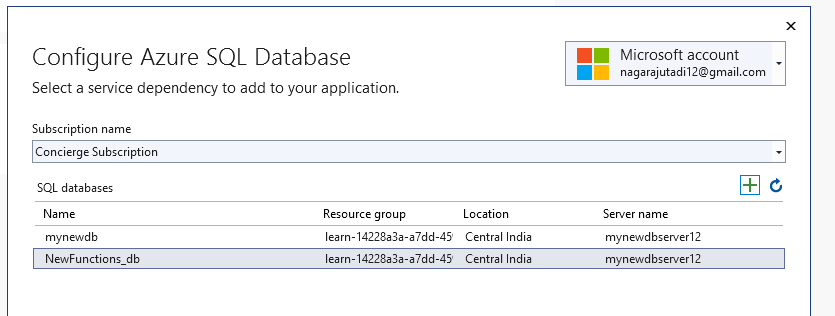 Configure Azure SQL Database
Select a service dependency to add to your application.
Microsoft account
nagarajutadi12@gmail.com
Subscription name
Concierge Subscription
SQL databases
Name Resource group Location Server name
mynewdb learn-14228a3a-a7dd-45 Central India mynewdbserver12
NewFunctions_db learn-14228a3a-a7dd-45 Central India mynewdbserver12